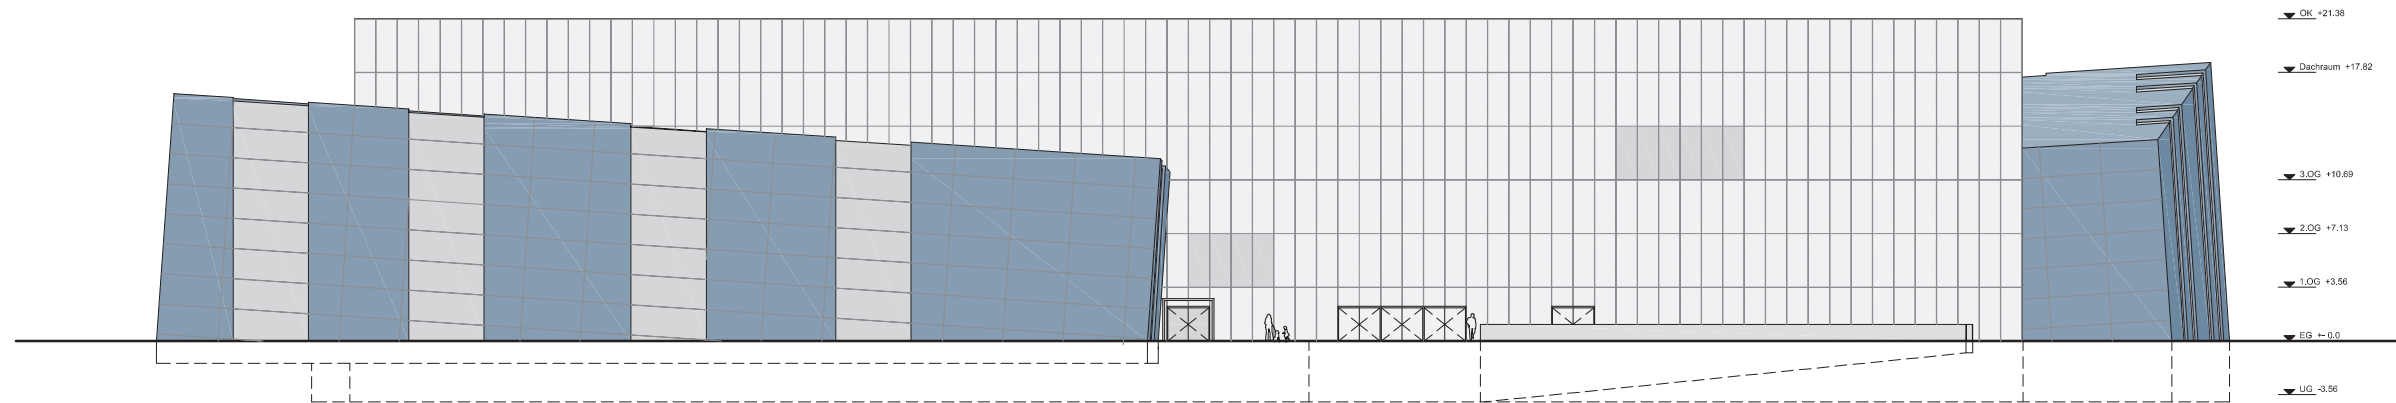 OK +21.38
Dachraum +17.82
3.OG +10.69
2.OG +7.13
1.OG +3.56
EG +- 0.0
UG -3.56